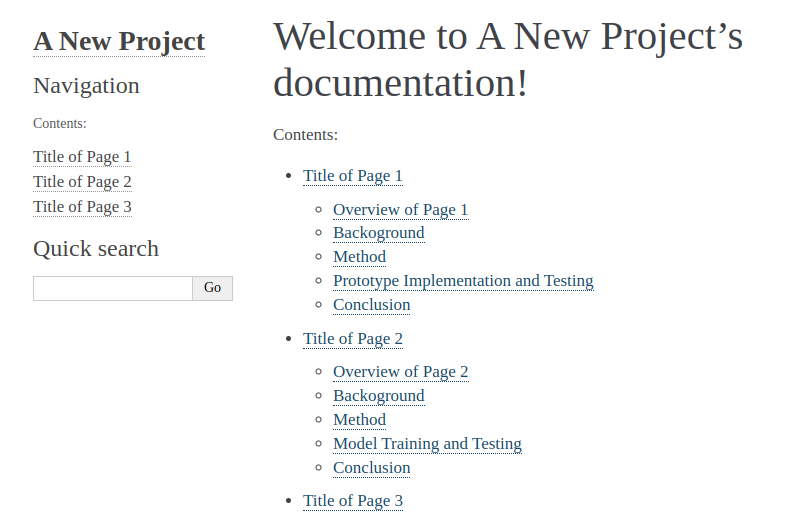 A New Project
Navigation
Contents:
Title of Page 1
Title of Page 2
Title of Page 3
Quick search
Go
Welcome to A New Project’s
documentation!
Contents:
Title of Page 1
Overview of Page 1
Backoground
Method
Prototype Implementation and Testing
Conclusion
Title of Page 2
Overview of Page 2
Backoground
Method
Model Training and Testing
Conclusion
Title of Page 3